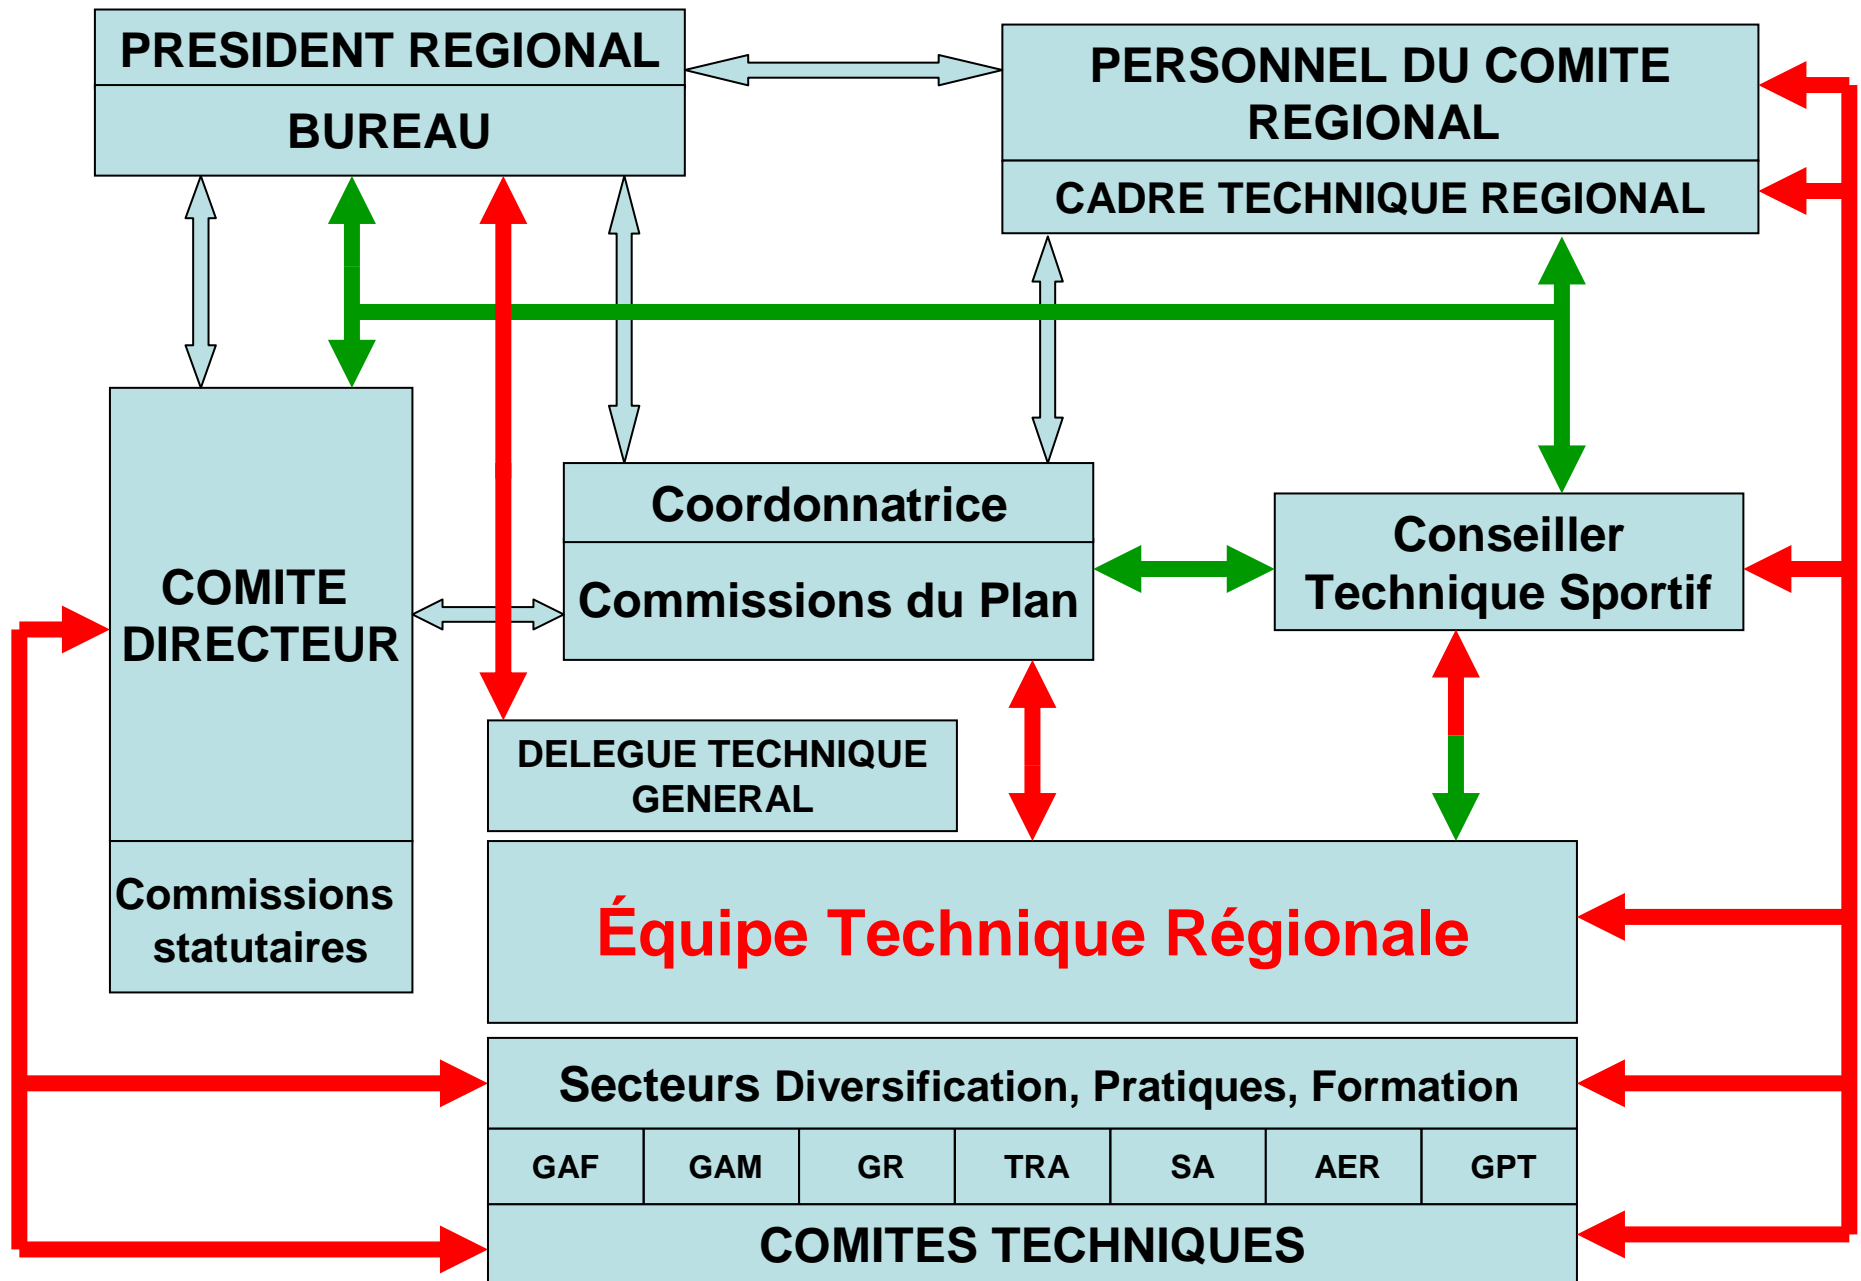 PRESIDENT REGIONAL
BUREAU
PERSONNEL DU COMITE
REGIONAL
CADRE TECHNIQUE REGIONAL
COMITE
DIRECTEUR
Commissions
statutaires
Coordonnatrice
Commissions du Plan
Conseiller
Technique Sportif
DELEGUE TECHNIQUE
GENERAL
Équipe Technique Régionale
Secteurs Diversification, Pratiques, Formation
GAF GAM GR TRA SA AER GPT
COMITES TECHNIQUES